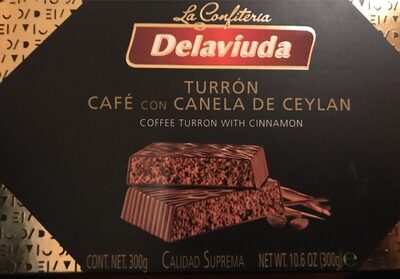 La Confitería
Delaviuda
TURRÓN
CAFÉ CON CANELA DE CEYLAN
COFFEE TURRON WITH CINNAMON
CONT. NET. 300g CALIDAD SUPREMA NET WT. 10.6 OZ (300g)